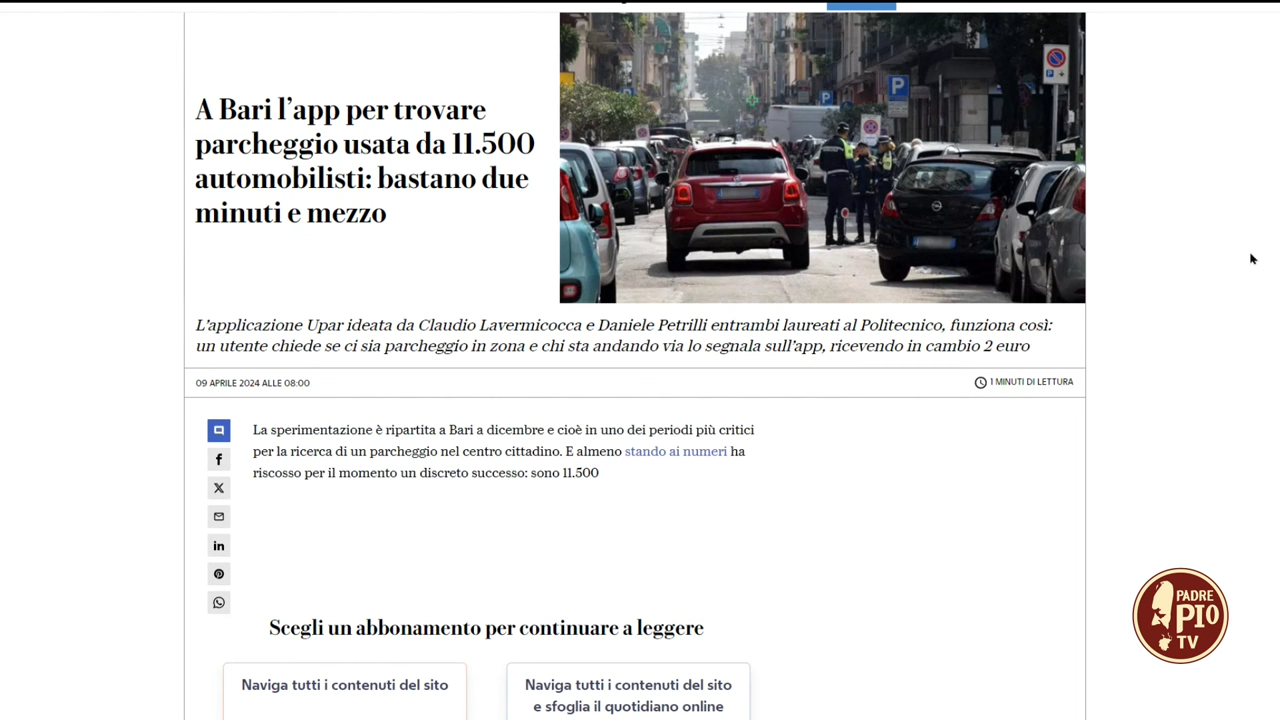 A Bari l’app per trovare
parcheggio usata da 11.500
automobilisti: bastano due
minuti e mezzo
P
P
P
L’applicazione Upar ideata da Claudio Lavermicocca e Daniele Petrilli entrambi laureati al Politecnico, funziona così:
un utente chiede se ci sia parcheggio in zona e chi sta andando via lo segnala sull’app, ricevendo in cambio 2 euro
09 APRILE 2024 ALLE 08:00
1 MINUTI DI LETTURA
La sperimentazione è ripartita a Bari a dicembre e cioè in uno dei periodi più critici
per la ricerca di un parcheggio nel centro cittadino. E almeno stando ai numeri ha
riscosso per il momento un discreto successo: sono 11.500
Scegli un abbonamento per continuare a leggere
Naviga tutti i contenuti del sito
Naviga tutti i contenuti del sito
e sfoglia il quotidiano online
PADRE
PIO
TV